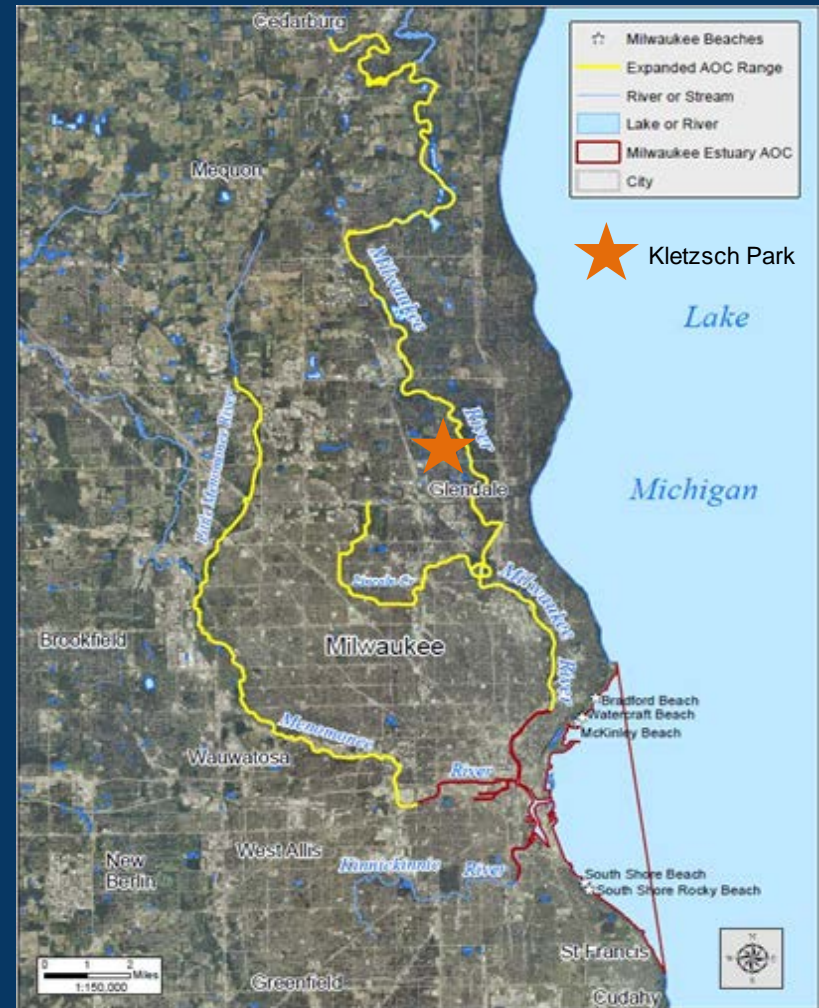 Cedarburg
Milwaukee Beaches
Expanded AOC Range
River or Stream
Lake or River
Milwaukee Estuary AOC
City
Mequon
Kletzsch Park
Milwaukee
River
Lake
Michigan
Little Menomonee River
Glendale
Lincoln Cr
Milwaukee
River
Brookfield
Milwaukee
Bradford Beach
Watercraft Beach
McKinley Beach
Menomonee
River
Wauwatosa
West Allis
New
Berlin
Kinnickinnic
River
South Shore Beach
South Shore Rocky Beach
St Francis
0 1 2
Miles
1:150,000
Greenfield
Cudahy
N
W
E
S